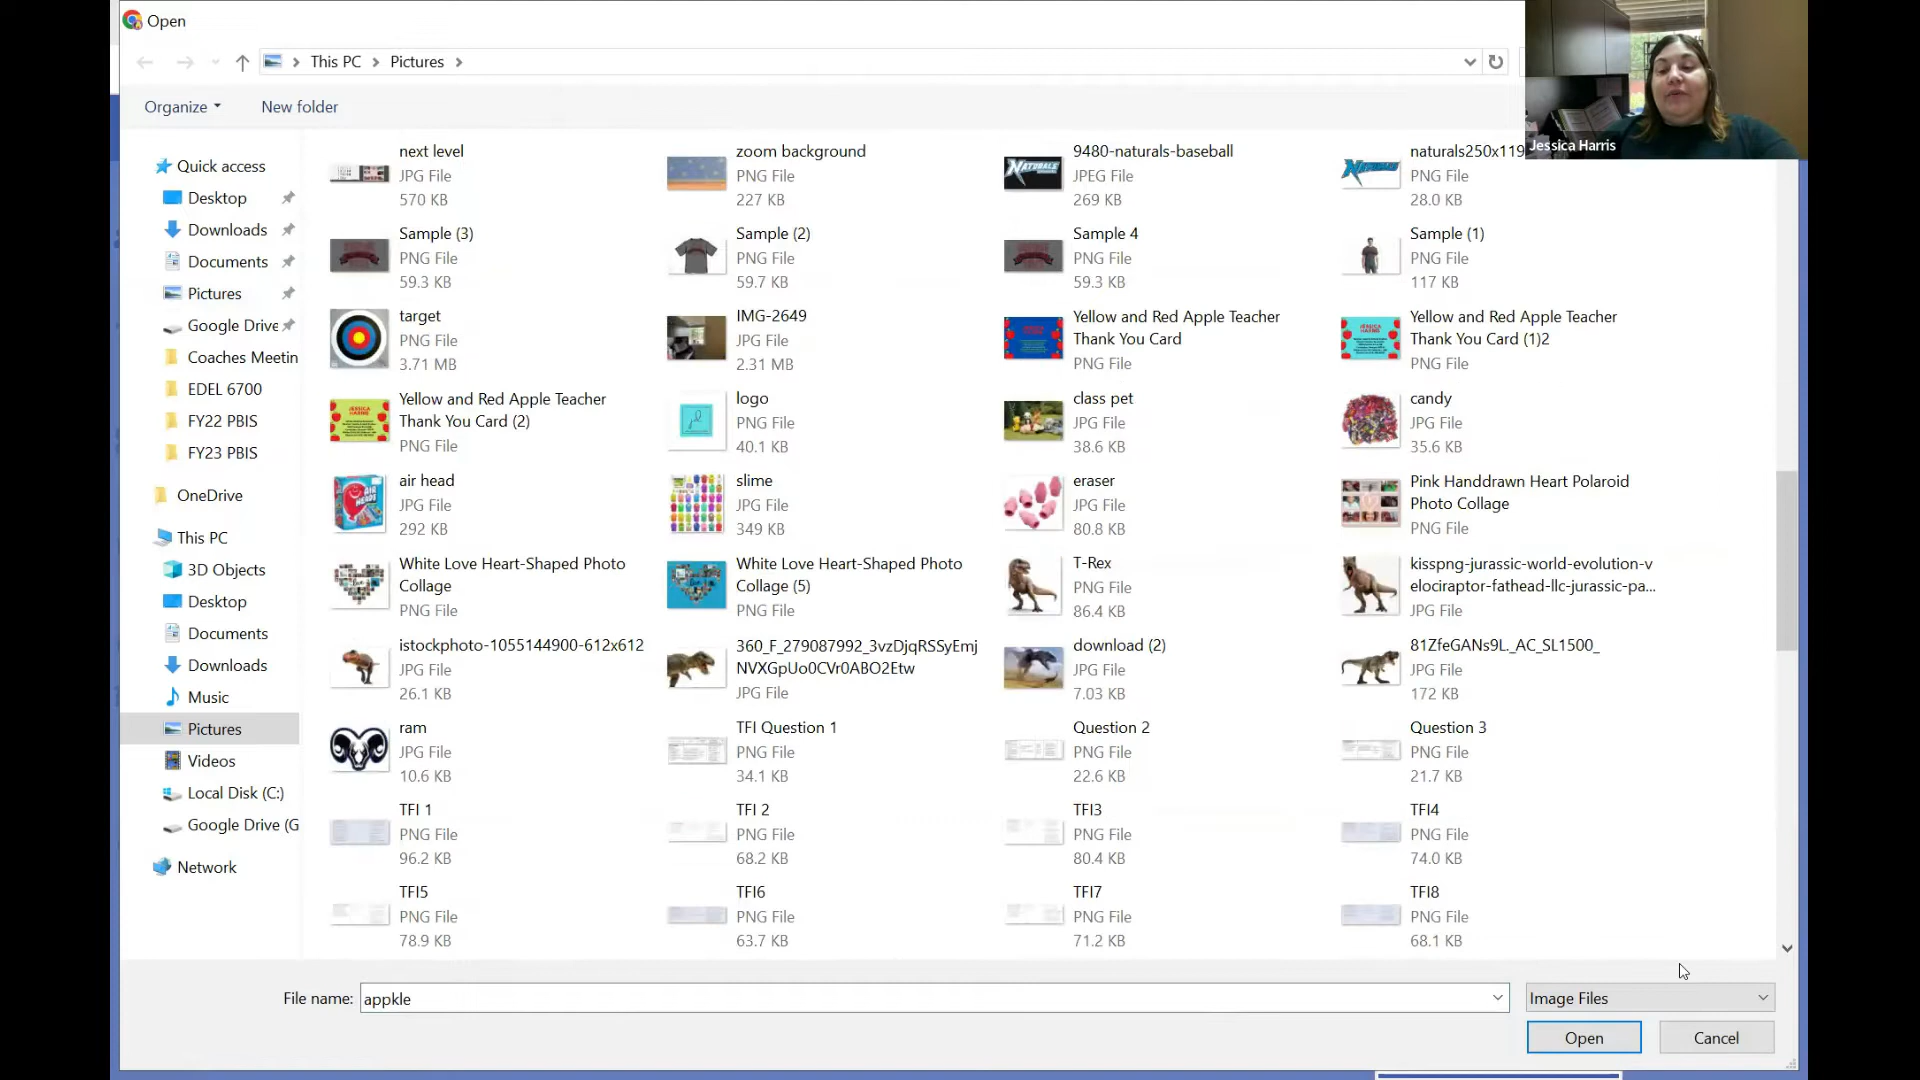 Open
This PC > Pictures >
Organize
New folder
Jessica Harris
Quick access
Desktop
Downloads
Documents
Pictures
Google Drive
Coaches Meetin
EDEL 6700
FY22 PBIS
FY23 PBIS
OneDrive
This PC
3D Objects
Desktop
Documents
Downloads
Music
Pictures
Videos
Local Disk (C:)
Google Drive (G
Network
next level
JPG File
570 KB
zoom background
PNG File
227 KB
9480-naturals-baseball
JPEG File
269 KB
naturals250x119
PNG File
28.0 KB
Sample (3)
PNG File
59.3 KB
Sample (2)
PNG File
59.7 KB
Sample 4
PNG File
59.3 KB
Sample (1)
PNG File
117 KB
target
PNG File
3.71 MB
IMG-2649
JPG File
2.31 MB
Yellow and Red Apple Teacher
Thank You Card
PNG File
Yellow and Red Apple Teacher
Thank You Card (1)2
PNG File
Yellow and Red Apple Teacher
Thank You Card (2)
PNG File
logo
PNG File
40.1 KB
class pet
JPG File
38.6 KB
candy
JPG File
35.6 KB
air head
JPG File
292 KB
slime
JPG File
349 KB
eraser
JPG File
80.8 KB
Pink Handdrawn Heart Polaroid
Photo Collage
PNG File
White Love Heart-Shaped Photo
Collage
PNG File
White Love Heart-Shaped Photo
Collage (5)
PNG File
T-Rex
PNG File
86.4 KB
kisspng-jurassic-world-evolution-v
elociraptor-fathead-llc-jurassic-pa...
JPG File
istockphoto-1055144900-612x612
JPG File
26.1 KB
360_F_279087992_3vzDjqRSSyEmj
NVXGpUo0CVr0ABO2Etw
JPG File
download (2)
JPG File
7.03 KB
81ZfeGANs9L._AC_SL1500_
JPG File
172 KB
ram
JPG File
10.6 KB
TFI Question 1
PNG File
34.1 KB
Question 2
PNG File
22.6 KB
Question 3
PNG File
21.7 KB
TFI 1
PNG File
96.2 KB
TFI 2
PNG File
68.2 KB
TFI3
PNG File
80.4 KB
TFI4
PNG File
74.0 KB
TFI5
PNG File
78.9 KB
TFI6
PNG File
63.7 KB
TFI7
PNG File
71.2 KB
TFI8
PNG File
68.1 KB
File name: appkle
Image Files
Open
Cancel